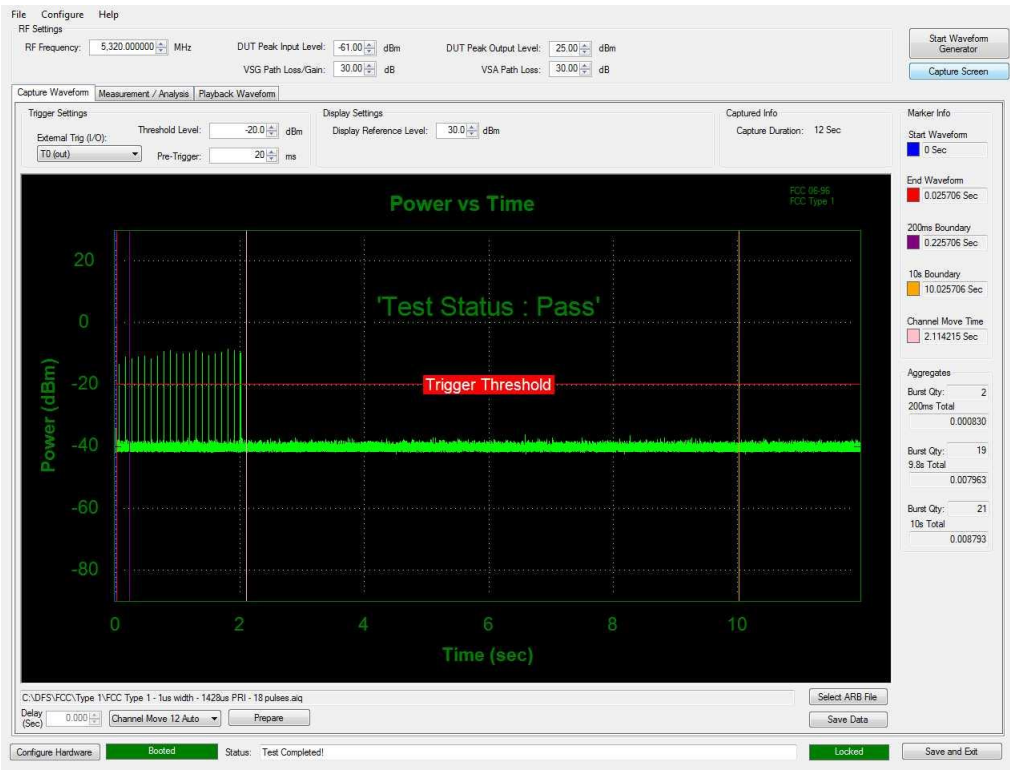 File Configure Help
RF Settings
RF Frequency: 5,320.000000 MHz DUT Peak Input Level: -61.00 dBm DUT Peak Output Level: 25.00 dBm
VSG Path Loss/Gain: 30.00 dB VSA Path Loss: 30.00 dB
Start Waveform
Generator
Capture Screen
Capture Waveform Measurement / Analysis Playback Waveform
Trigger Settings
External Trig (I/O):
T0 (out)
Threshold Level: -20.0 dBm
Pre-Trigger: 20 ms
Display Settings
Display Reference Level: 30.0 dBm
Captured Info
Capture Duration: 12 Sec
Marker Info
Start Waveform
0 Sec
End Waveform
0.025706 Sec
200ms Boundary
0.225706 Sec
10s Boundary
10.025706 Sec
Channel Move Time
2.114215 Sec
Aggregates
Burst Qty: 2
200ms Total
0.000830
Burst Qty: 19
9.8s Total
0.007963
Burst Qty: 21
10s Total
0.008793
Power vs Time
FCC 06-96
FCC Type 1
'Test Status : Pass'
Trigger Threshold
Power (dBm)
20
0
-20
-40
-60
-80
0 2 4 6 8 10
Time (sec)
C:\DFS\FCC\Type 1\FCC Type 1 - 1us width - 1428us PRI - 18 pulses.aiq
Select ARB File
Delay
(Sec) 0.000 Channel Move 12 Auto Prepare
Save Data
Configure Hardware Booted Status: Test Completed! Locked Save and Exit